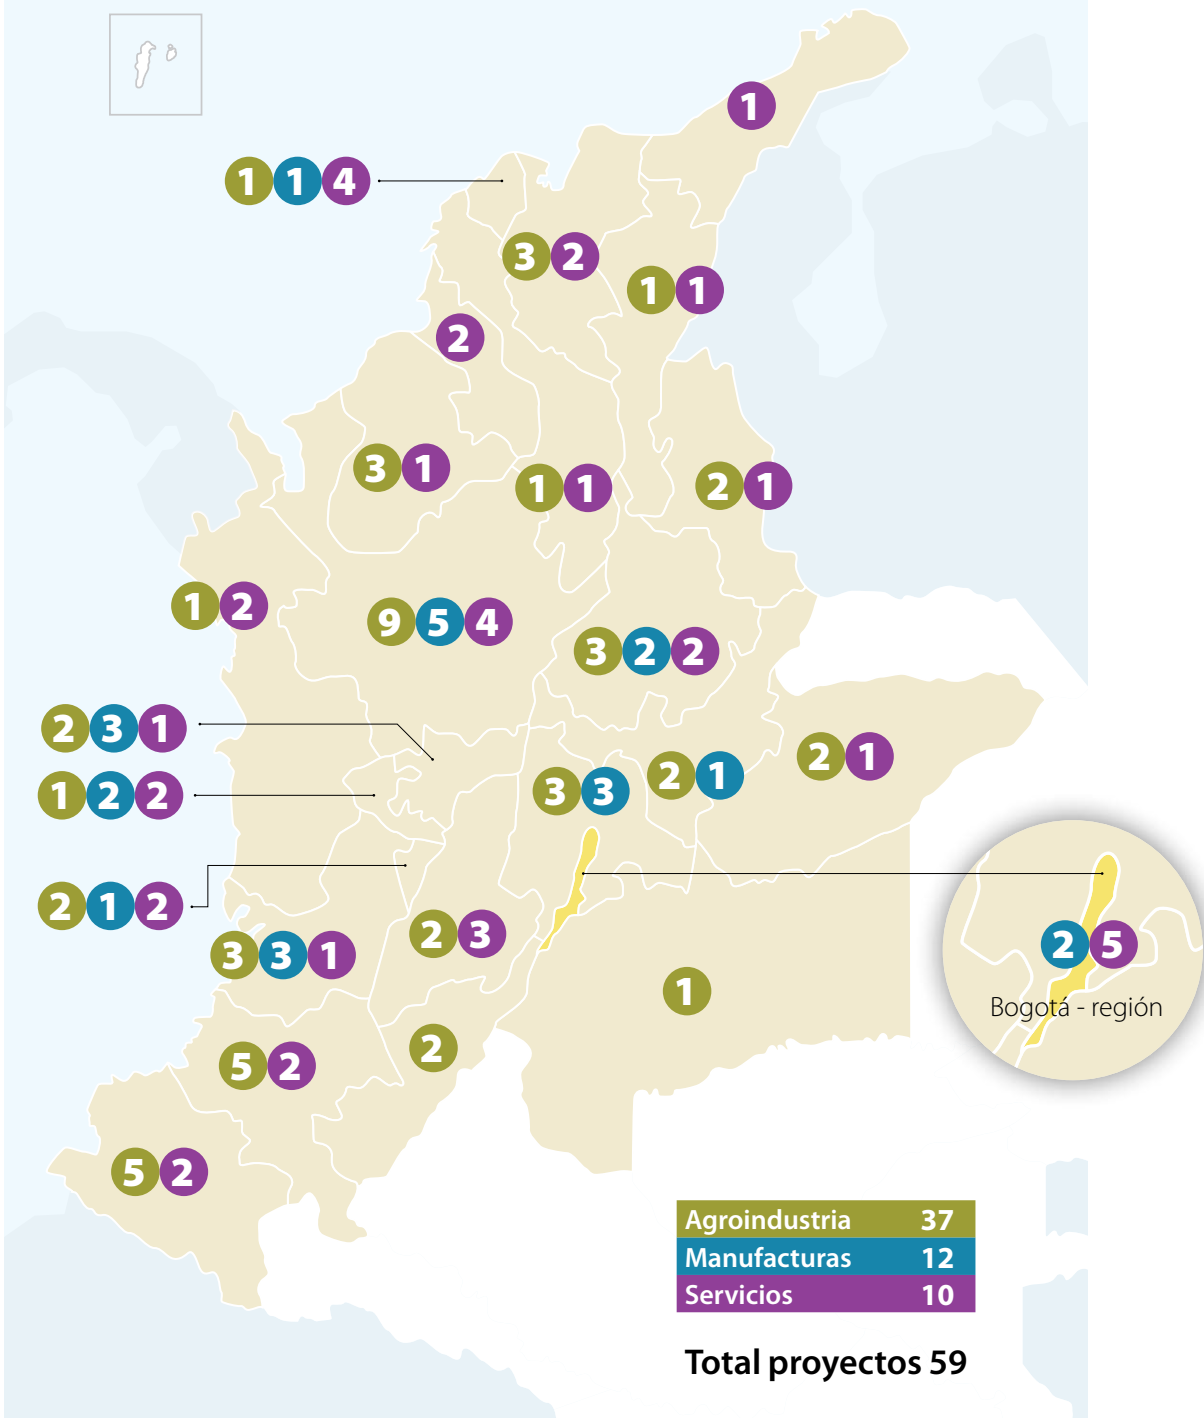 1
1 1 4
3 2
1 1
2
3 1
1 1
2 1
1 2
9 5 4
3 2 2
2 3 1
1 2 2
3 3
2 1
2 1
2 1 2
2 3
3 3 1
2 5
Bogotá - región
1
2
5 2
5 2
Agroindustria 37
Manufacturas 12
Servicios 10
Total proyectos 59